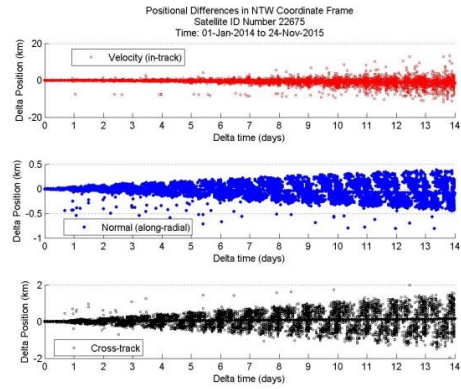 Positional Differences in NTW Coordinate Frame
Satellite ID Number 22675
Time: 01-Jan-2014 to 24-Nov-2015
Delta Position (km)
20
0
-20
Velocity (in-track)
0 1 2 3 4 5 6 7 8 9 10 11 12 13 14
Delta time (days)
Delta Position (km)
0.5
0
-0.5
-1
Normal (along-radial)
0 1 2 3 4 5 6 7 8 9 10 11 12 13 14
Delta time (days)
Delta Position (km)
2
0
-2
Cross-track
0 1 2 3 4 5 6 7 8 9 10 11 12 13 14
Delta time (days)